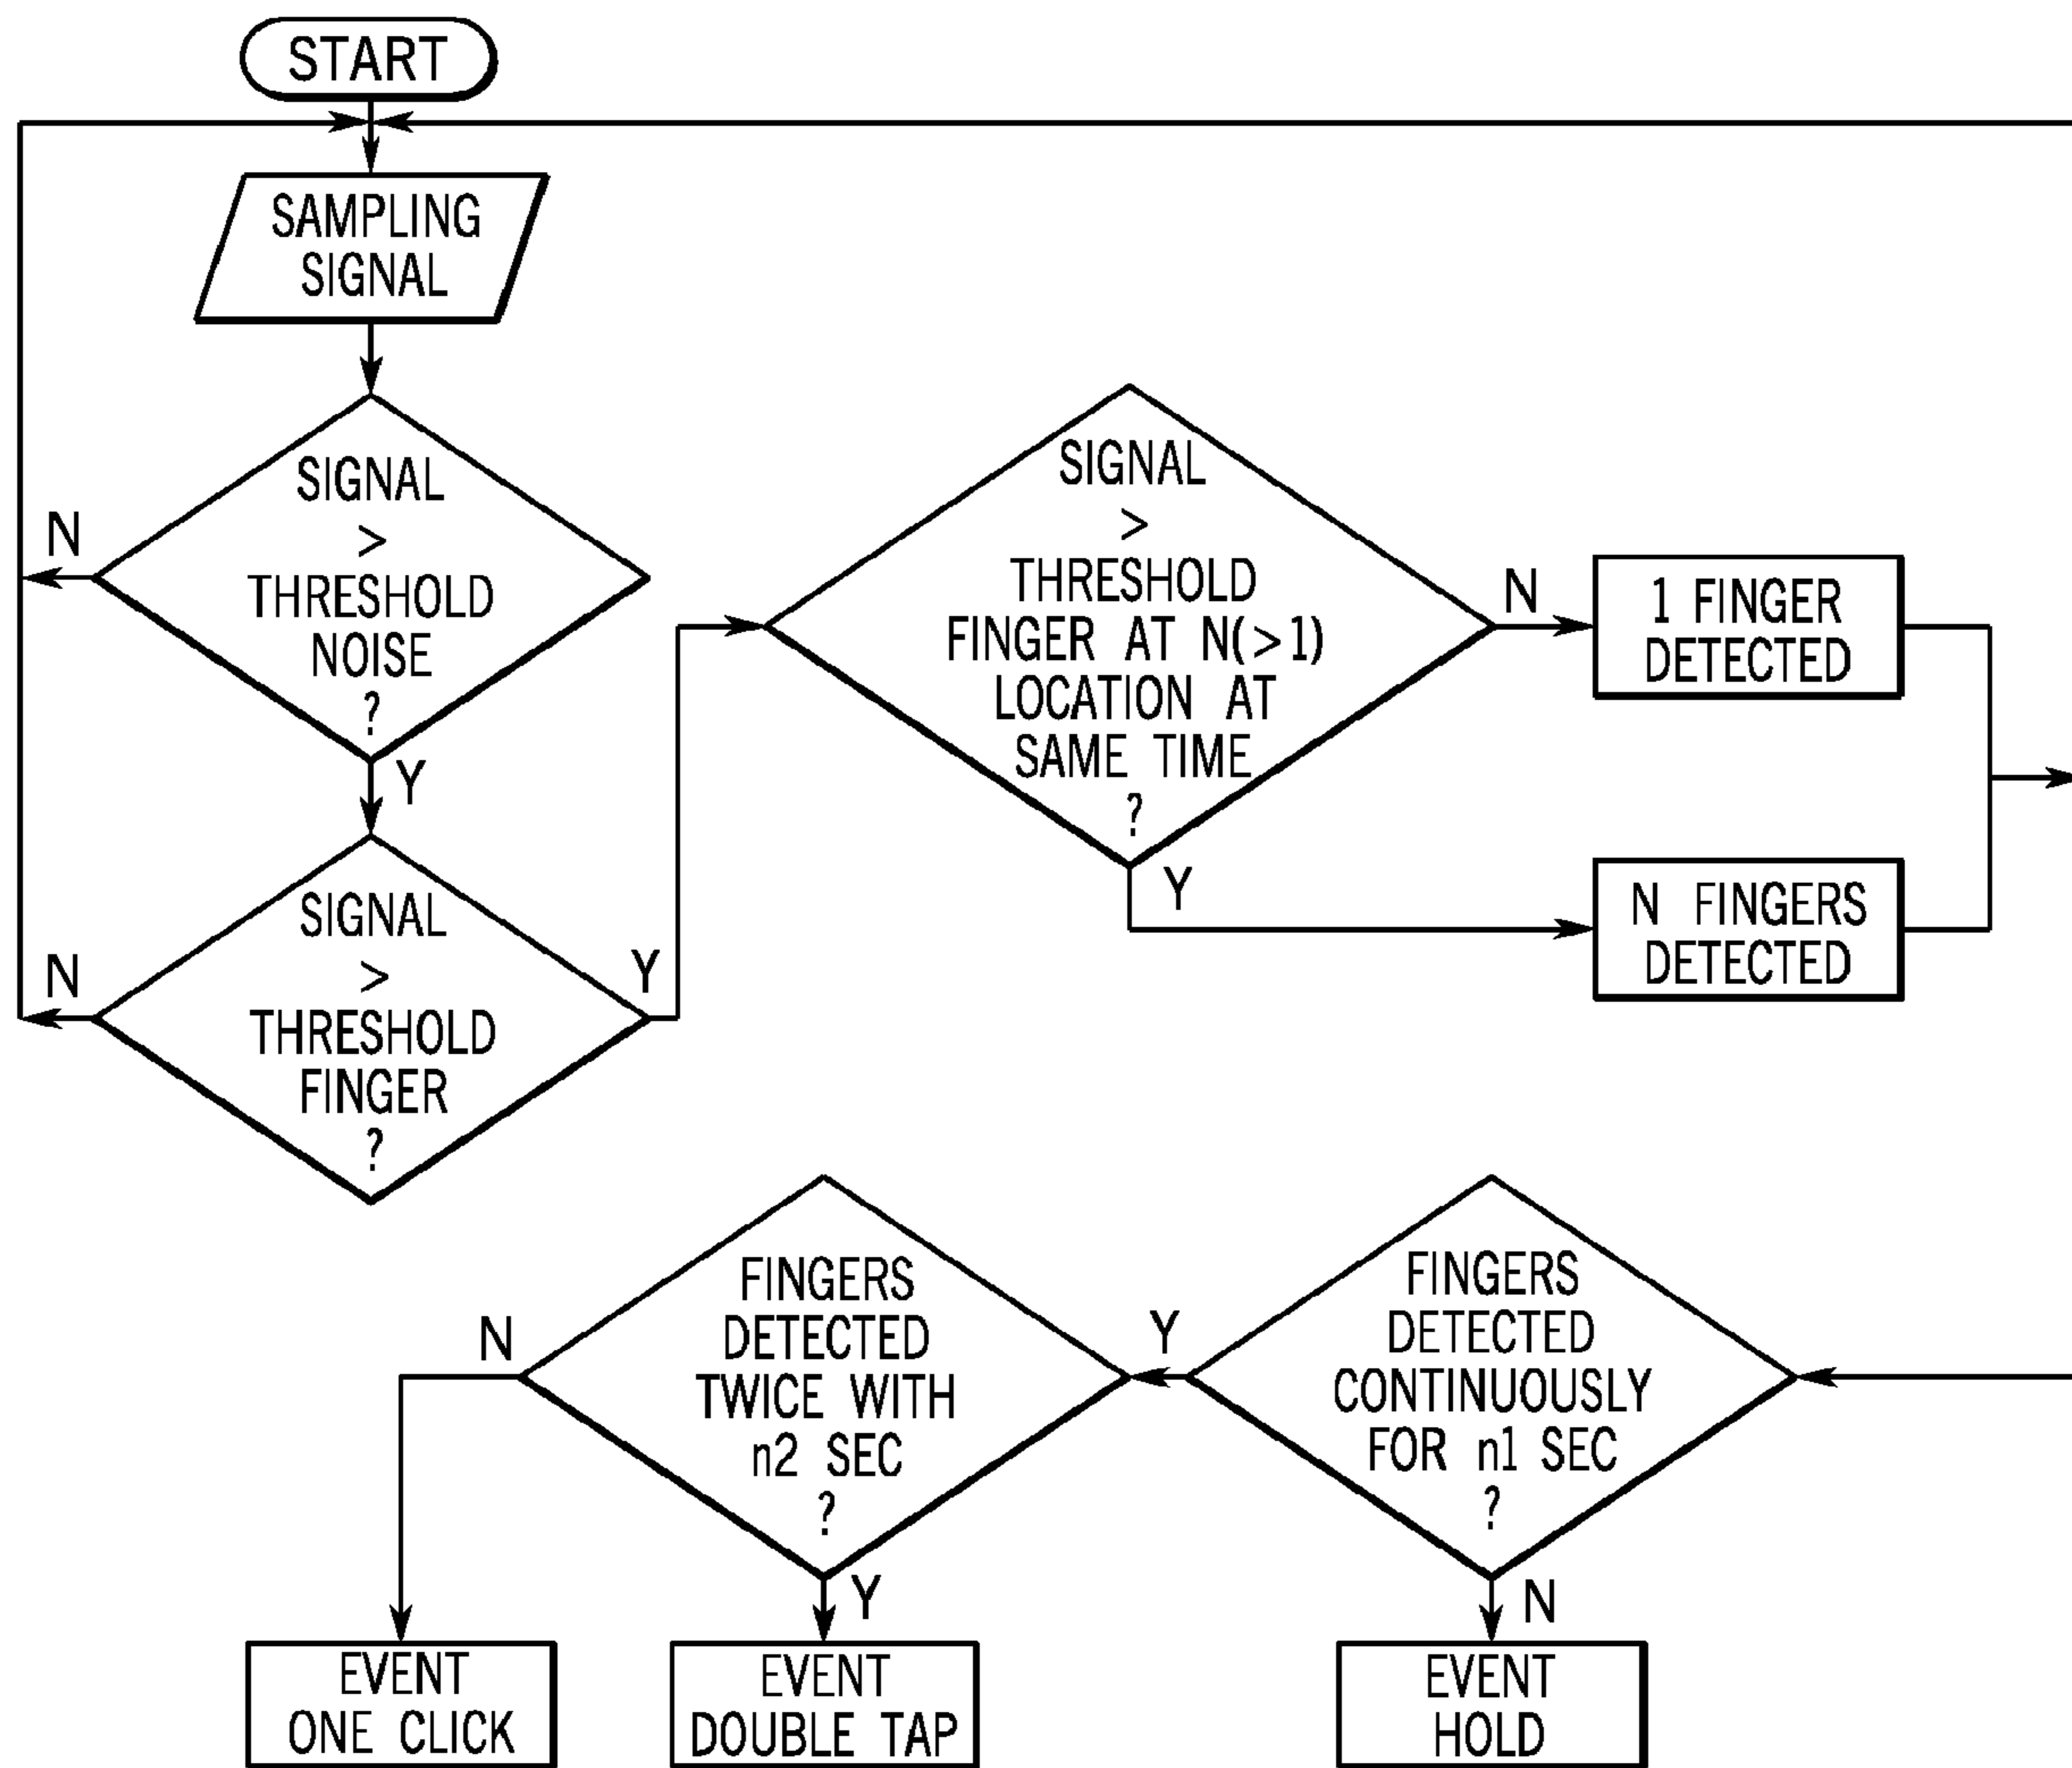 START
SAMPLING
SIGNAL
SIGNAL
>
THRESHOLD
NOISE
?
N
Y
SIGNAL
>
THRESHOLD
FINGER
?
N
Y
SIGNAL
>
THRESHOLD
FINGER AT N(>1)
LOCATION AT
SAME TIME
?
N
Y
1 FINGER
DETECTED
N FINGERS
DETECTED
FINGERS
DETECTED
CONTINUOUSLY
FOR n1 SEC
?
Y
N
FINGERS
DETECTED
TWICE WITH
n2 SEC
?
N
Y
EVENT
ONE CLICK
EVENT
DOUBLE TAP
EVENT
HOLD